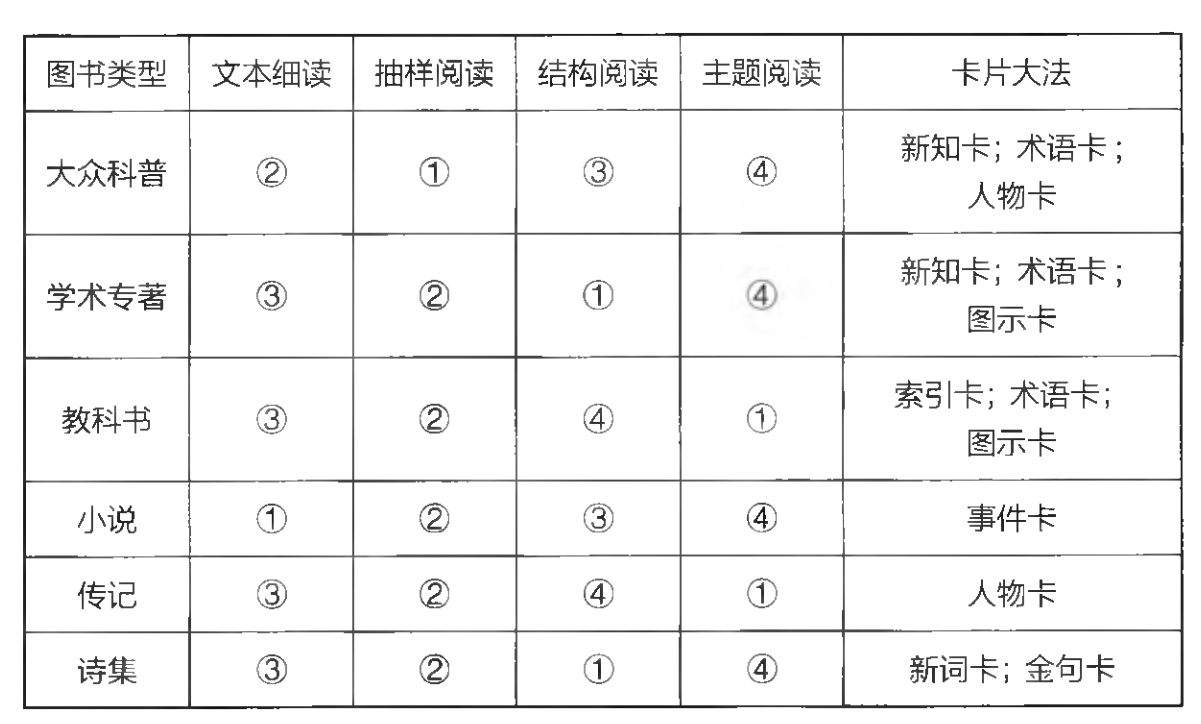 图书类型 文本细读 抽样阅读 结构阅读 主题阅读 卡片大法
大众科普 ② ① ③ ④ 新知卡；术语卡；
人物卡
学术专著 ③ ② ① ④ 新知卡；术语卡；
图示卡
教科书 ③ ② ④ ① 索引卡；术语卡；
图示卡
小说 ① ② ③ ④ 事件卡
传记 ③ ② ④ ① 人物卡
诗集 ③ ② ① ④ 新词卡；金句卡